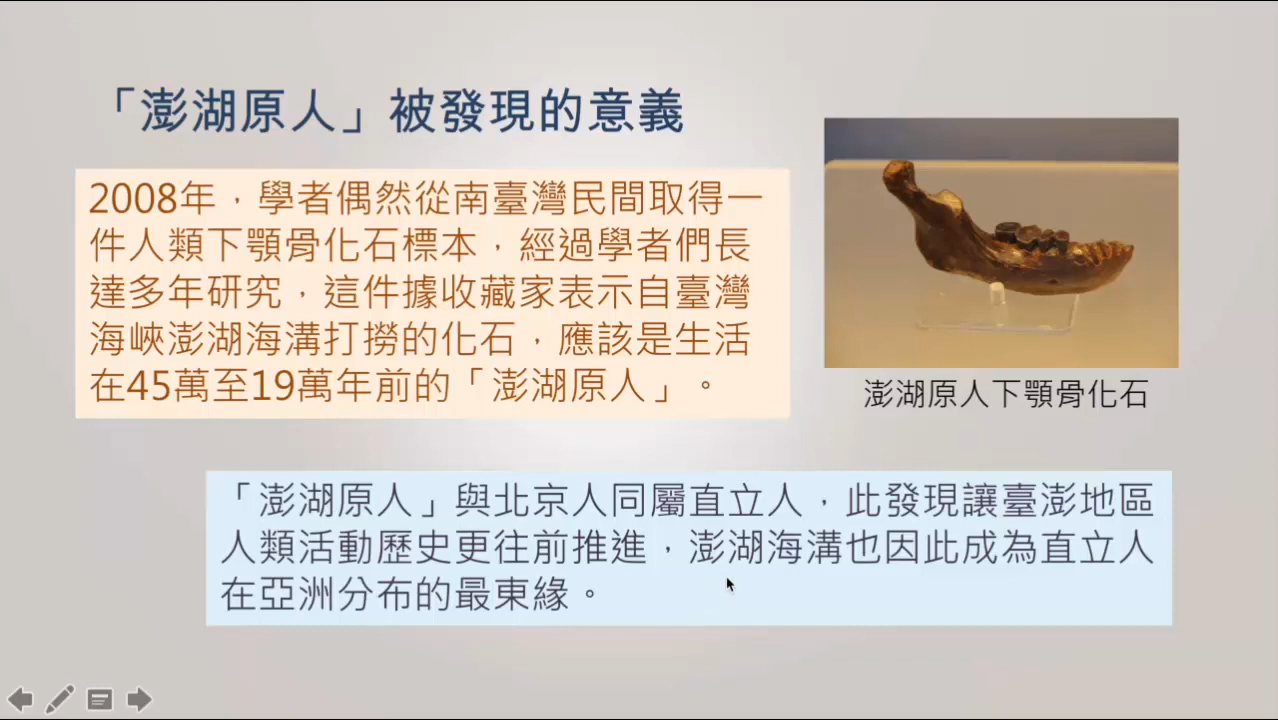 「澎湖原人」被發現的意義
2008年，學者偶然從南臺灣民間取得一
件人類下顎骨化石標本，經過學者們長
達多年研究，這件據收藏家表示自臺灣
海峽澎湖海溝打撈的化石，應該是生活
在45萬至19萬年前的「澎湖原人」。
澎湖原人下顎骨化石
「澎湖原人」與北京人同屬直立人，此發現讓臺澎地區
人類活動歷史更往前推進，澎湖海溝也因此成為直立人
在亞洲分布的最東緣。